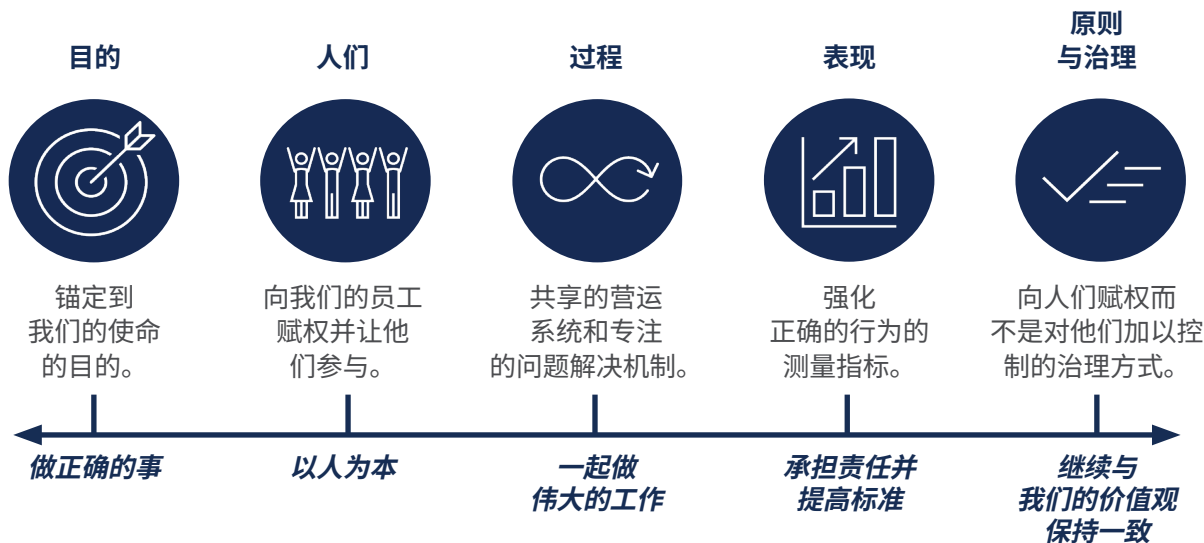 目的
锚定到
我们的使命
的目的。
做正确的事
人们
向我们的员工
赋权并让他
们参与。
以人为本
过程
共享的营运
系统和专注
的问题解决机制。
一起做
伟大的工作
表现
强化
正确的行为的
测量指标。
承担责任并
提高标准
原则
与治理
向人们赋权而
不是对他们加以控
制的治理方式。
继续与
我们的价值观
保持一致